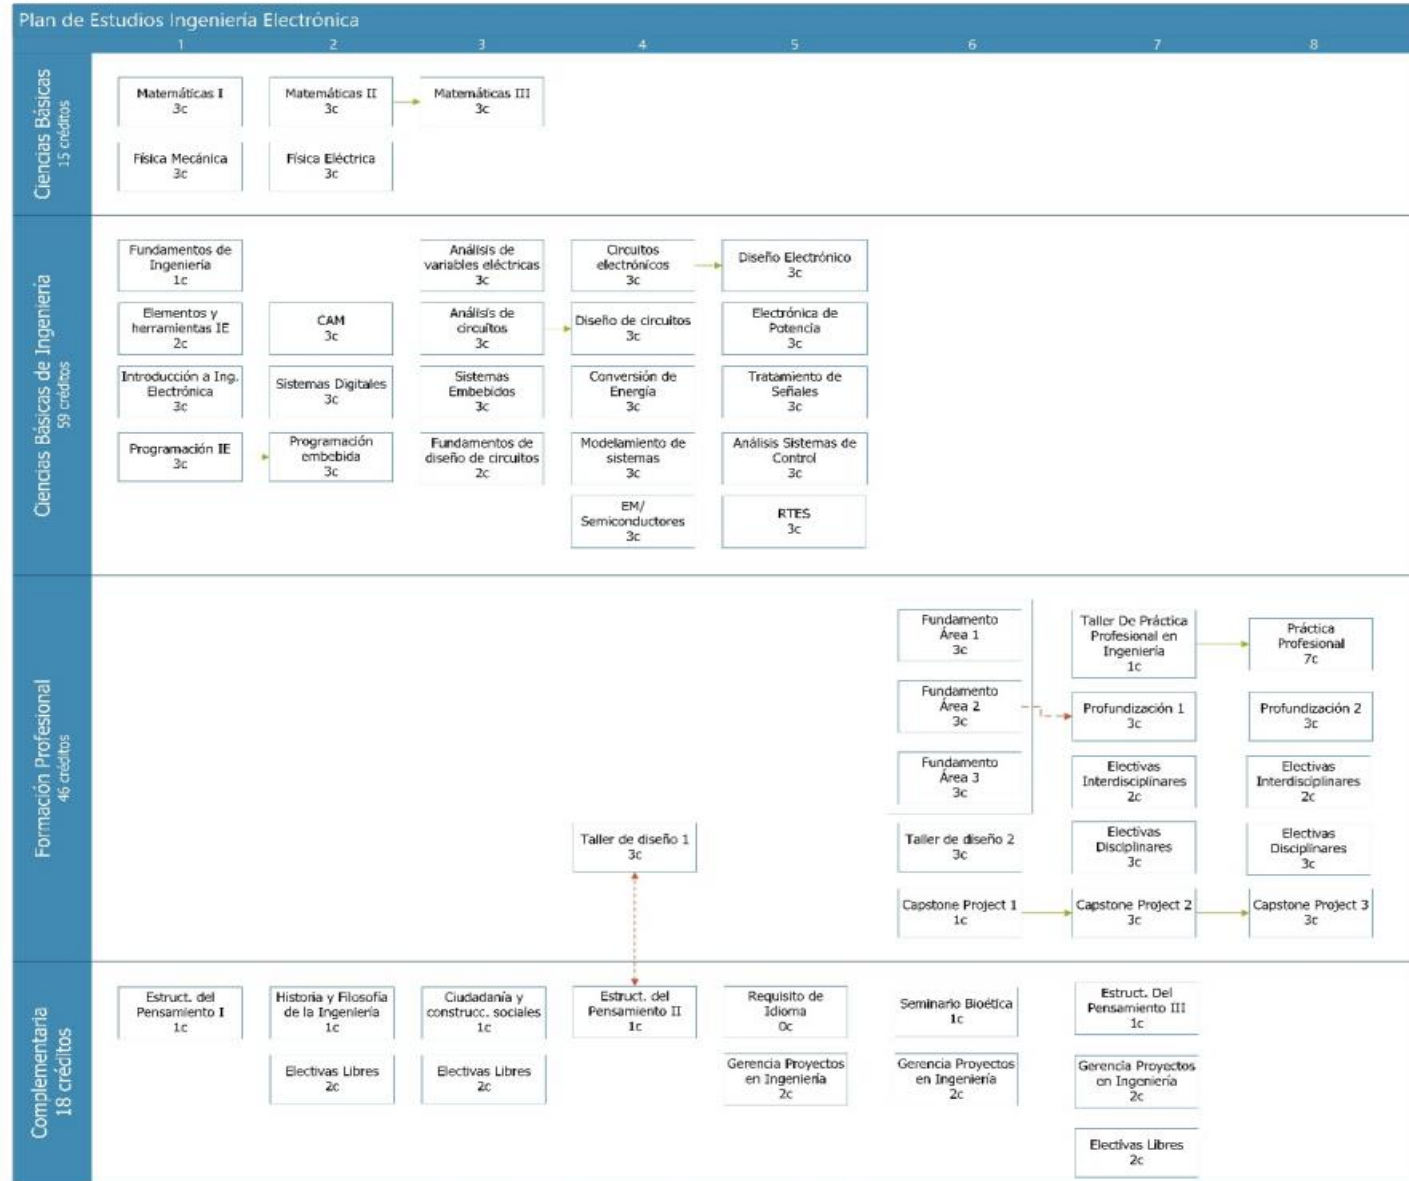 Plan de Estudios Ingeniería Electrónica
1 2 3 4 5 6 7 8
Ciencias Básicas
15 créditos
Matemáticas I
3c
Matemáticas II
3c
Matemáticas III
3c
Física Mecánica
3c
Física Eléctrica
3c
Ciencias Básicas de Ingeniería
59 créditos
Fundamentos de
Ingeniería
1c
Análisis de
variables eléctricas
3c
Circuitos
electrónicos
3c
Diseño Electrónico
3c
Elementos y
herramientas IE
2c
CAM
3c
Análisis de
circuitos
3c
Diseño de circuitos
3c
Electrónica de
Potencia
3c
Introducción a Ing.
Electrónica
3c
Sistemas Digitales
3c
Sistemas
Embebidos
3c
Conversión de
Energía
3c
Tratamiento de
Señales
3c
Programación IE
3c
Programación
embebida
3c
Fundamentos de
diseño de circuitos
2c
Modelamiento de
sistemas
3c
Análisis Sistemas de
Control
3c
EM/
Semiconductores
3c
RTES
3c
Formación Profesional
46 créditos
Fundamento
Área 1
3c
Taller De Práctica
Profesional en
Ingeniería
1c
Práctica
Profesional
7c
Fundamento
Área 2
3c
Profundización 1
3c
Profundización 2
3c
Fundamento
Área 3
3c
Electivas
Interdisciplinares
2c
Electivas
Interdisciplinares
2c
Taller de diseño 1
3c
Taller de diseño 2
3c
Electivas
Disciplinares
3c
Electivas
Disciplinares
3c
Capstone Project 1
1c
Capstone Project 2
3c
Capstone Project 3
3c
Complementaria
18 créditos
Estruct. del
Pensamiento I
1c
Historia y Filosofía
de la Ingeniería
1c
Ciudadanía y
construcc. sociales
1c
Estruct. del
Pensamiento II
1c
Requisito de
Idioma
0c
Seminario Bioética
1c
Estruct. Del
Pensamiento III
1c
Electivas Libres
2c
Electivas Libres
2c
Gerencia Proyectos
en Ingeniería
2c
Gerencia Proyectos
en Ingeniería
2c
Gerencia Proyectos
en Ingeniería
2c
Electivas Libres
2c